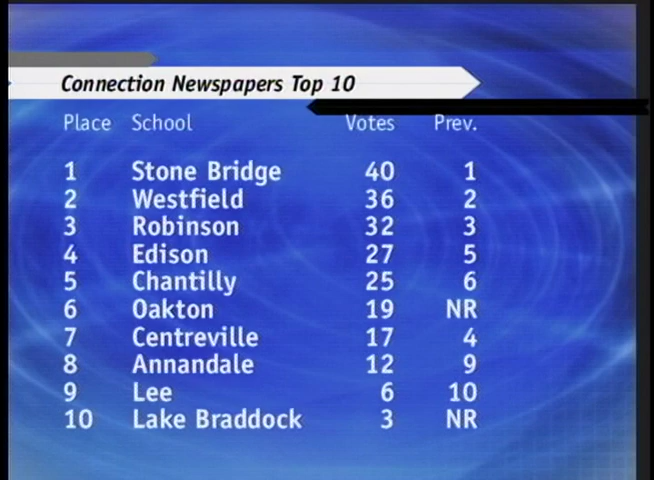 Connection Newspapers Top 10
Place School Votes Prev.
1 Stone Bridge 40 1
2 Westfield 36 2
3 Robinson 32 3
4 Edison 27 5
5 Chantilly 25 6
6 Oakton 19 NR
7 Centreville 17 4
8 Annandale 12 9
9 Lee 6 10
10 Lake Braddock 3 NR